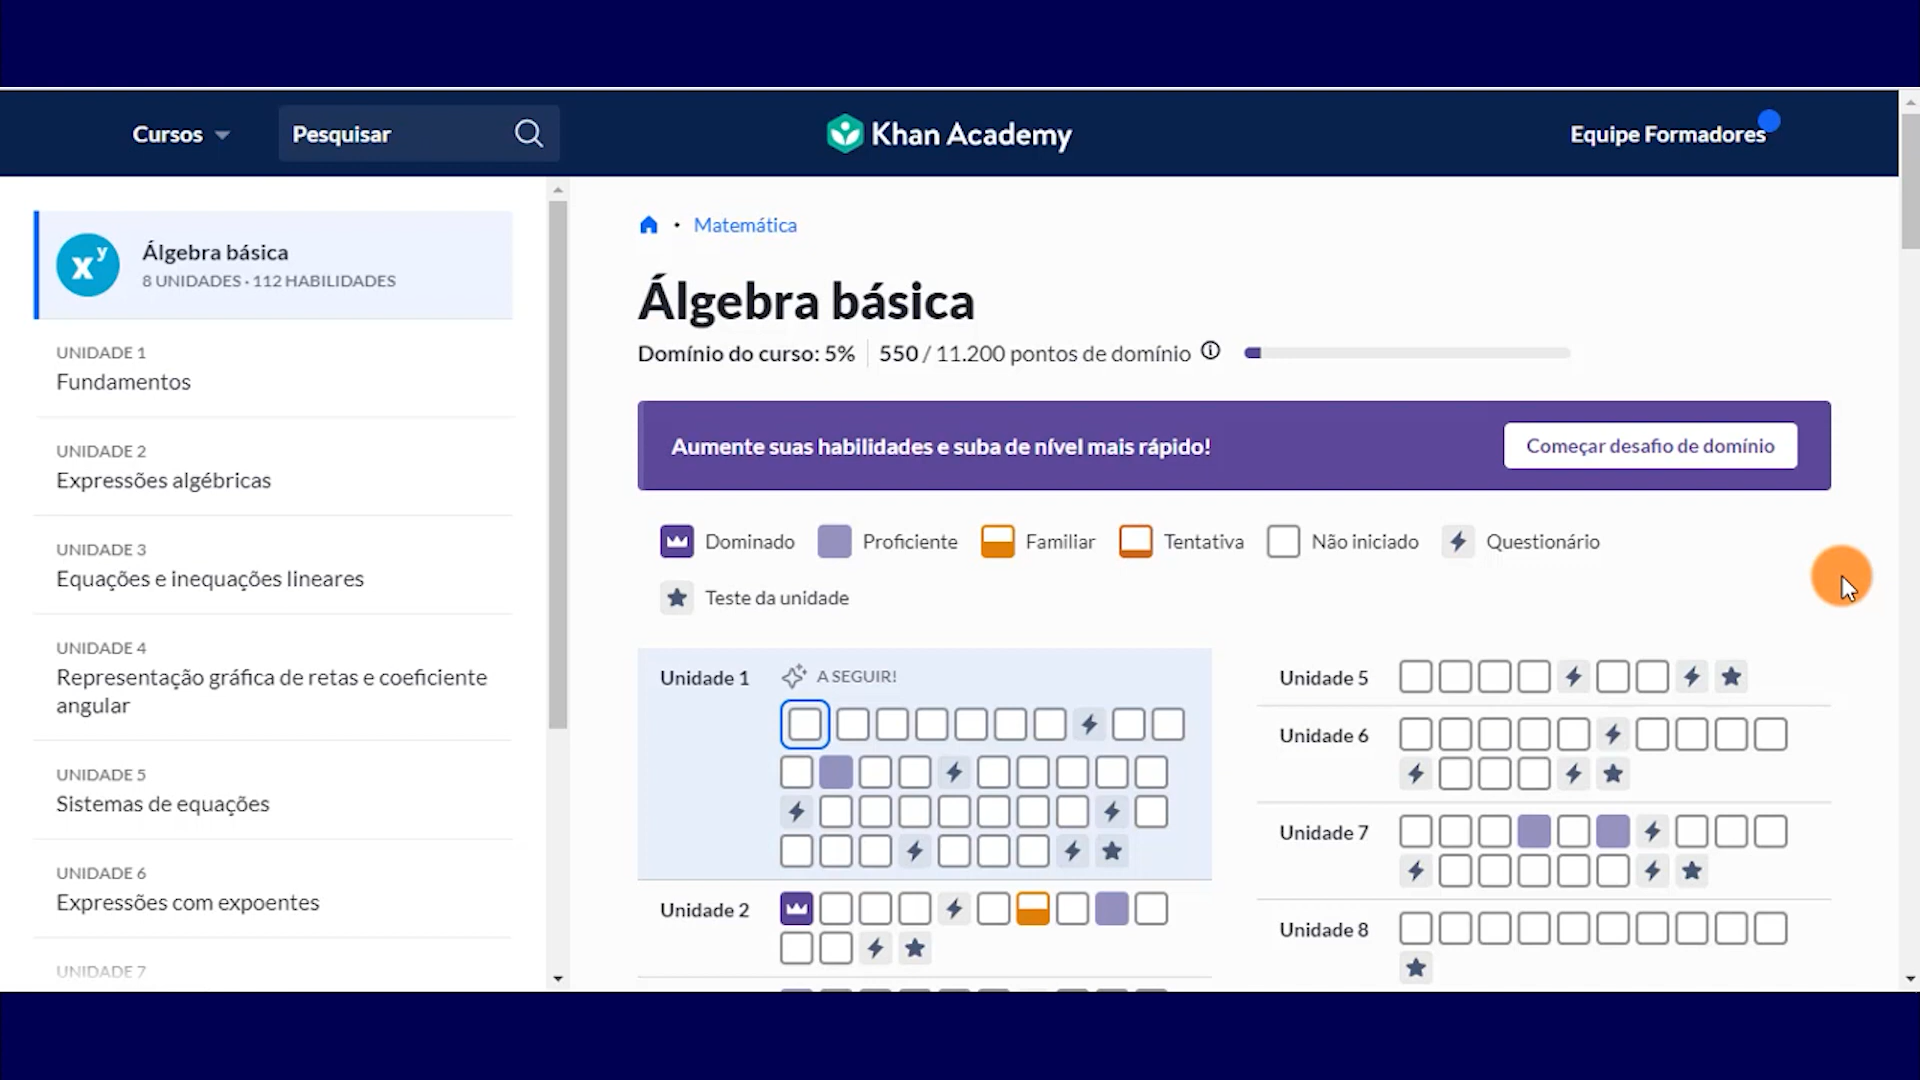 Cursos
Pesquisar
Khan Academy
Equipe Formadores
Álgebra básica
8 UNIDADES · 112 HABILIDADES
UNIDADE 1
Fundamentos
UNIDADE 2
Expressões algébricas
UNIDADE 3
Equações e inequações lineares
UNIDADE 4
Representação gráfica de retas e coeficiente
angular
UNIDADE 5
Sistemas de equações
UNIDADE 6
Expressões com expoentes
UNIDADE 7
• Matemática
Álgebra básica
Domínio do curso: 5% 550 / 11.200 pontos de domínio
Aumente suas habilidades e suba de nível mais rápido!
Começar desafio de domínio
Dominado Proficiente Familiar Tentativa Não iniciado Questionário
Teste da unidade
Unidade 1
A SEGUIR!
Unidade 2
Unidade 5
Unidade 6
Unidade 7
Unidade 8